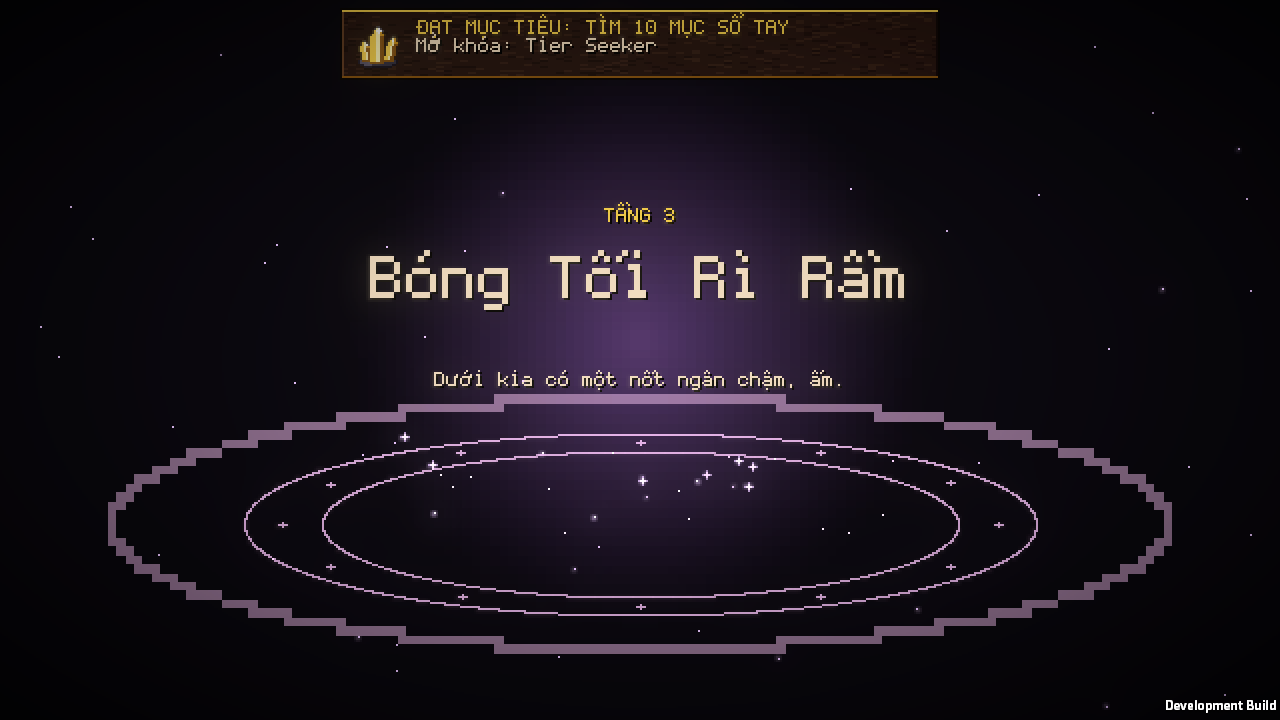 ĐẠT MỤC TIÊU: TÌM 10 MỤC SỔ TAY
Mở khóa: Tier Seeker
TẦNG 3
Bóng Tối Rì Rầm
Dưới kia có một nốt ngân chậm, ấm.
Development Build